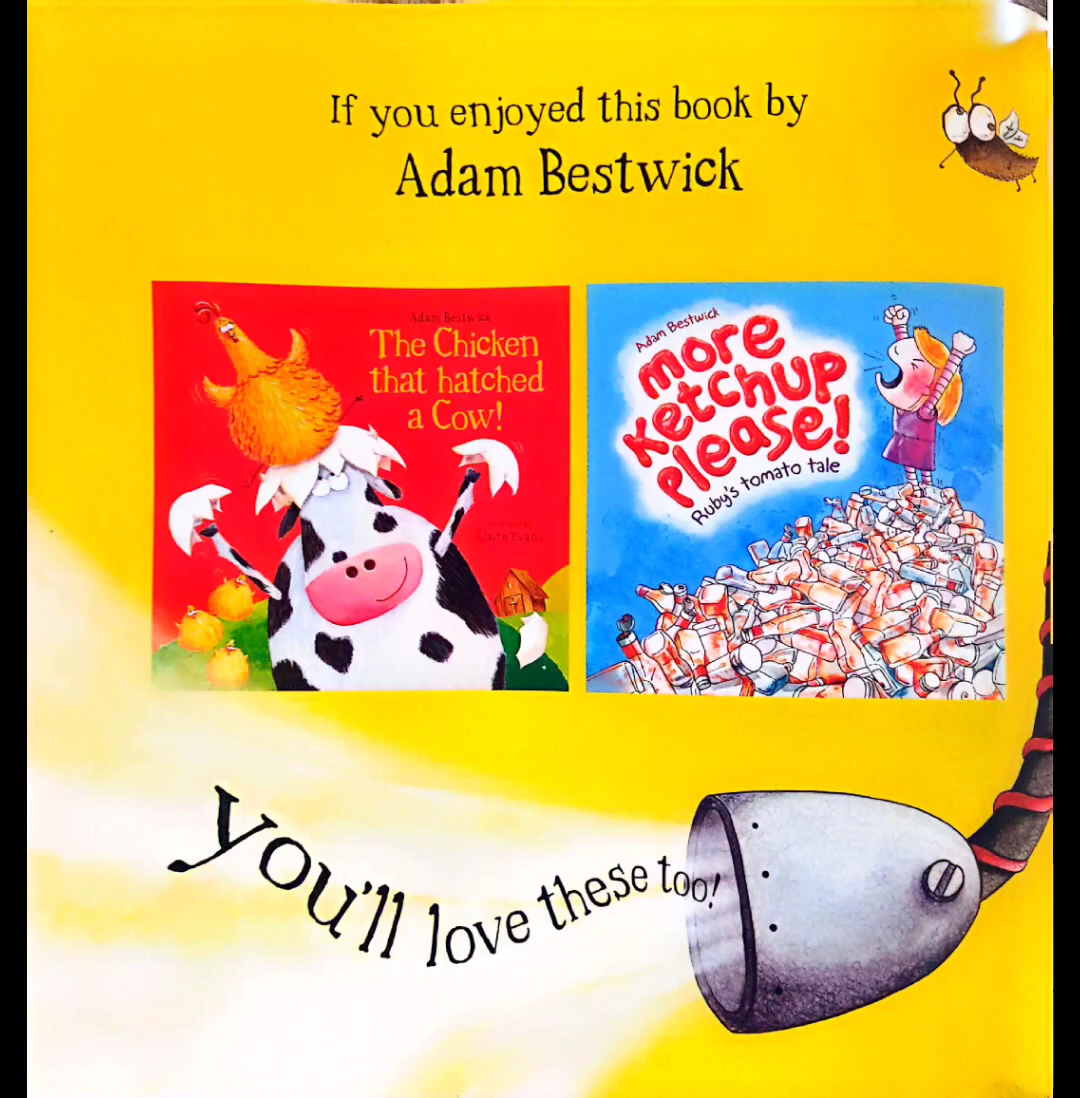 If you enjoyed this book by
Adam Bestwick
Adam Bestwick
The Chicken
that hatched
a Cow!
Claire Evans
Adam Bestwick
more
ketchup
please!
Ruby's tomato tale
you'll love these too!